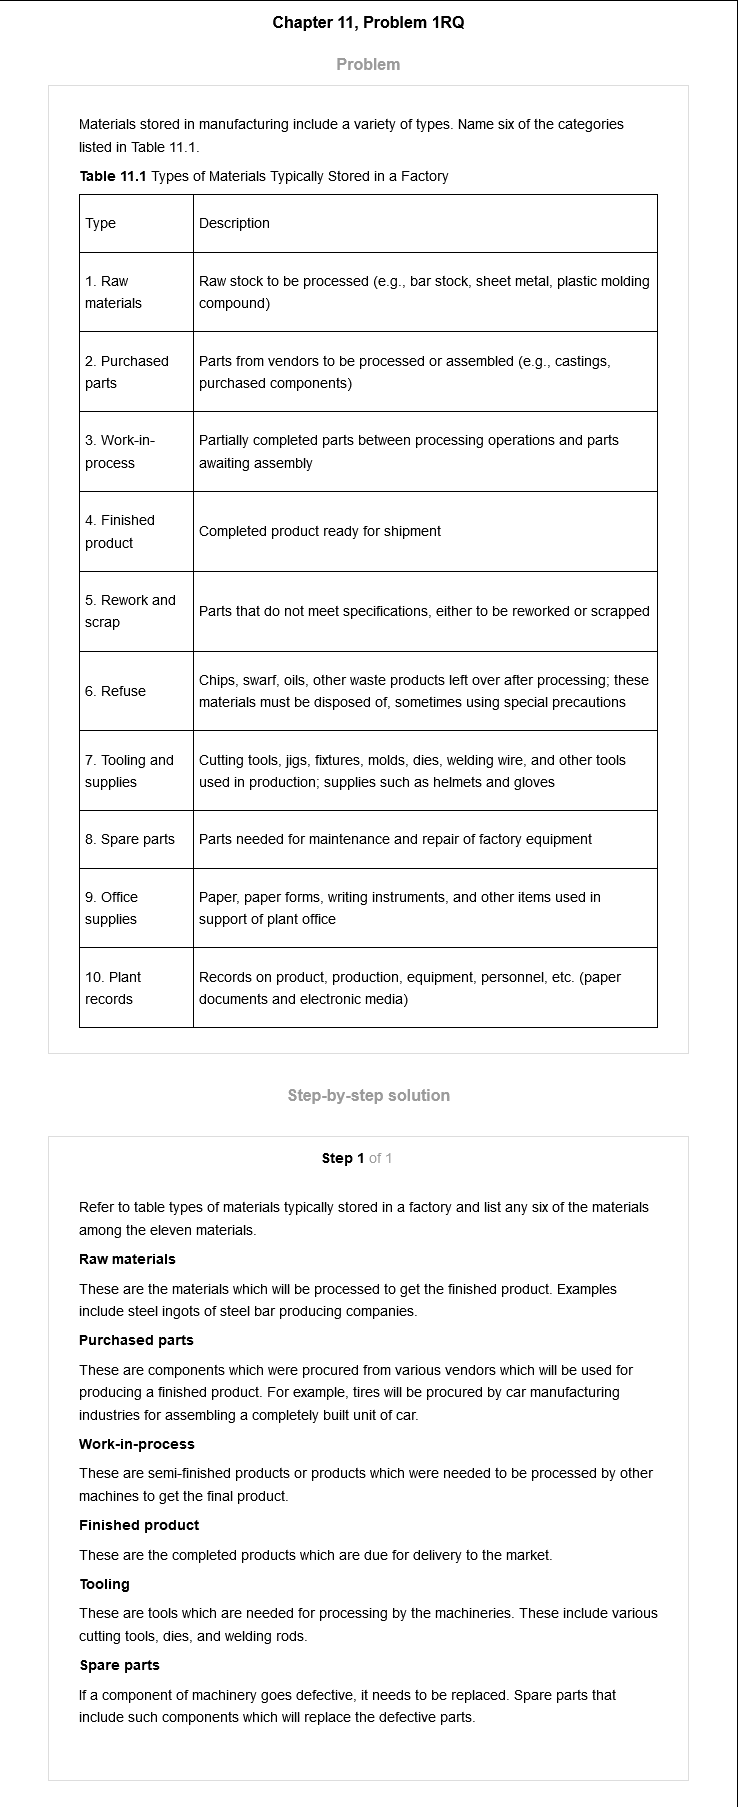 Chapter 11, Problem 1RQ
Problem
Materials stored in manufacturing include a variety of types. Name six of the categories
listed in Table 11.1.
Table 11.1 Types of Materials Typically Stored in a Factory
Type
Description
1. Raw
materials
Raw stock to be processed (e.g., bar stock, sheet metal, plastic molding
compound)
2. Purchased
parts
Parts from vendors to be processed or assembled (e.g., castings,
purchased components)
3. Work-in-
process
Partially completed parts between processing operations and parts
awaiting assembly
4. Finished
product
Completed product ready for shipment
5. Rework and
scrap
Parts that do not meet specifications, either to be reworked or scrapped
6. Refuse
Chips, swarf, oils, other waste products left over after processing; these
materials must be disposed of, sometimes using special precautions
7. Tooling and
supplies
Cutting tools, jigs, fixtures, molds, dies, welding wire, and other tools
used in production; supplies such as helmets and gloves
8. Spare parts
Parts needed for maintenance and repair of factory equipment
9. Office
supplies
Paper, paper forms, writing instruments, and other items used in
support of plant office
10. Plant
records
Records on product, production, equipment, personnel, etc. (paper
documents and electronic media)
Step-by-step solution
Step 1 of 1
Refer to table types of materials typically stored in a factory and list any six of the materials
among the eleven materials.
Raw materials
These are the materials which will be processed to get the finished product. Examples
include steel ingots of steel bar producing companies.
Purchased parts
These are components which were procured from various vendors which will be used for
producing a finished product. For example, tires will be procured by car manufacturing
industries for assembling a completely built unit of car.
Work-in-process
These are semi-finished products or products which were needed to be processed by other
machines to get the final product.
Finished product
These are the completed products which are due for delivery to the market.
Tooling
These are tools which are needed for processing by the machineries. These include various
cutting tools, dies, and welding rods.
Spare parts
If a component of machinery goes defective, it needs to be replaced. Spare parts that
include such components which will replace the defective parts.